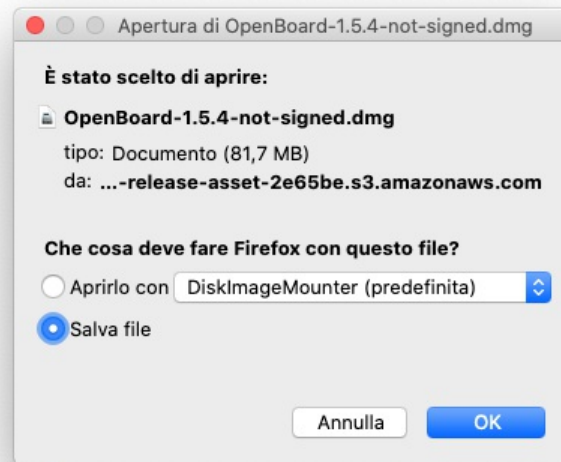 Apertura di OpenBoard-1.5.4-not-signed.dmg
È stato scelto di aprire:
OpenBoard-1.5.4-not-signed.dmg
tipo: Documento (81,7 MB)
da: ...-release-asset-2e65be.s3.amazonaws.com
Che cosa deve fare Firefox con questo file?
Aprirlo con DiskImageMounter (predefinita)
Salva file
Annulla OK